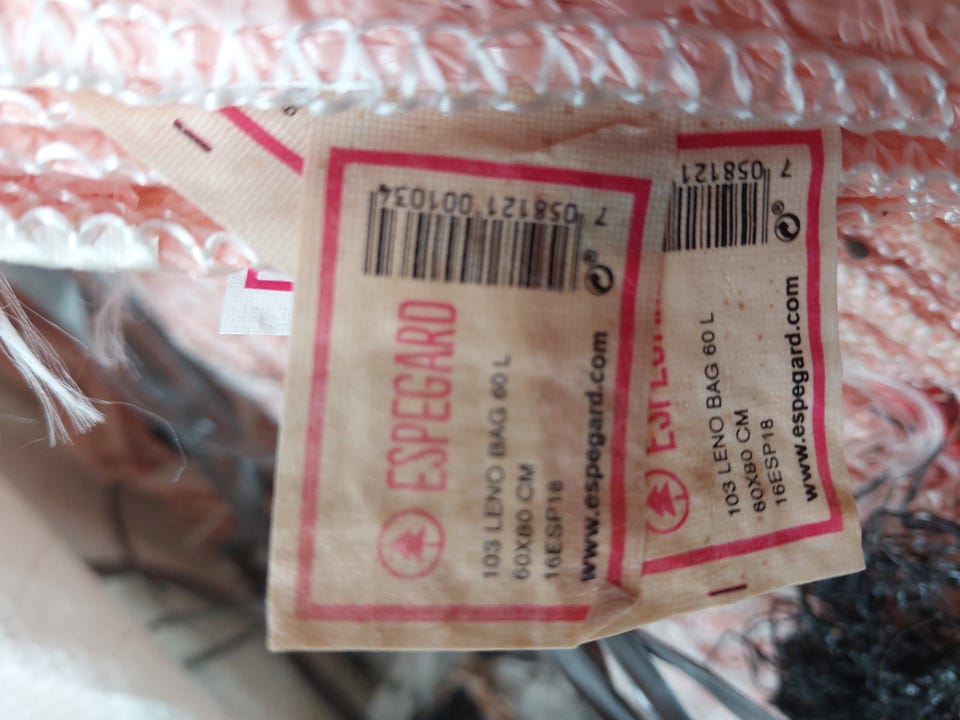 7 058121 001034
ESPEGARD
103 LENO BAG 60 L
60X80 CM
16ESP18
www.espegard.com
7 058121
ESPEGARD
103 LENO BAG 60 L
60X80 CM
16ESP18
www.espegard.com